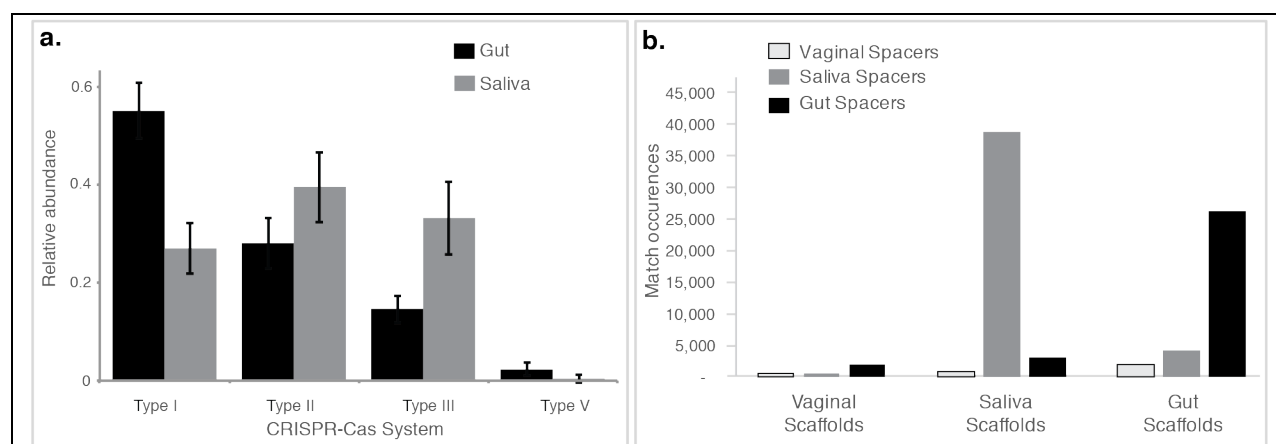 a.
Gut
Saliva
0.6
0.4
0.2
0
Relative abundance
Type I
Type II
Type III
Type V
CRISPR-Cas System
b.
Vaginal Spacers
Saliva Spacers
Gut Spacers
45,000
40,000
35,000
30,000
25,000
20,000
15,000
10,000
5,000
-
Match occurences
Vaginal
Scaffolds
Saliva
Scaffolds
Gut
Scaffolds